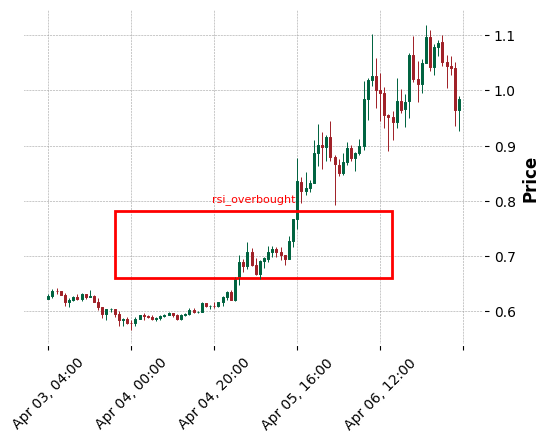 1.1
1.0
0.9
rsi_overbought
0.8
0.7
0.6
Price
Apr 03, 04:00
Apr 04, 00:00
Apr 04, 20:00
Apr 05, 16:00
Apr 06, 12:00